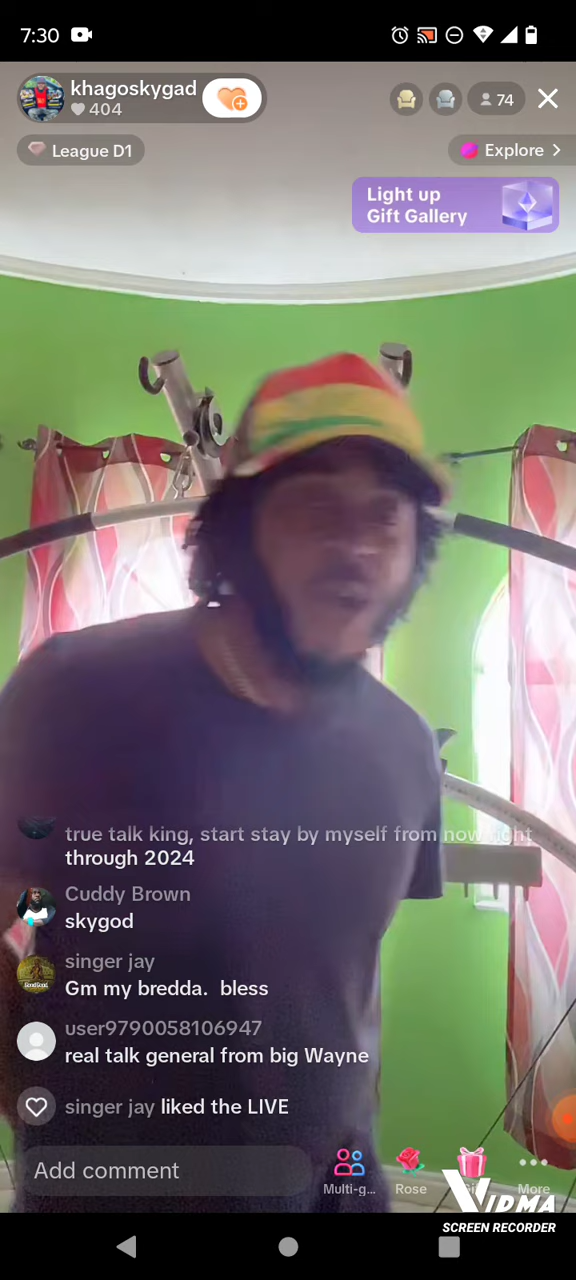 7:30
khagoskygad
404
74
League D1
Explore
Light up
Gift Gallery
true talk king, start stay by myself from now right
through 2024
Cuddy Brown
skygod
singer jay
Gm my bredda. bless
user9790058106947
real talk general from big Wayne
singer jay liked the LIVE
Add comment
Multi-g...
Rose
More
VIDMA
SCREEN RECORDER